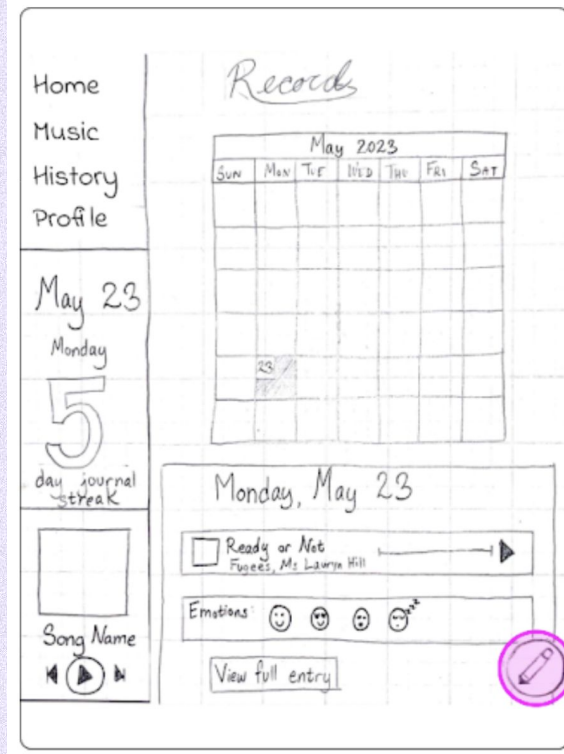 Home
Music
History
Profile
May 23
Monday
5
day journal
streak
Song Name
Records
May 2023
SUN MON TUE WED THU FRI SAT
23
Monday, May 23
Ready or Not
Fugees, Ms Lauryn Hill
Emotions:
zzz
View full entry